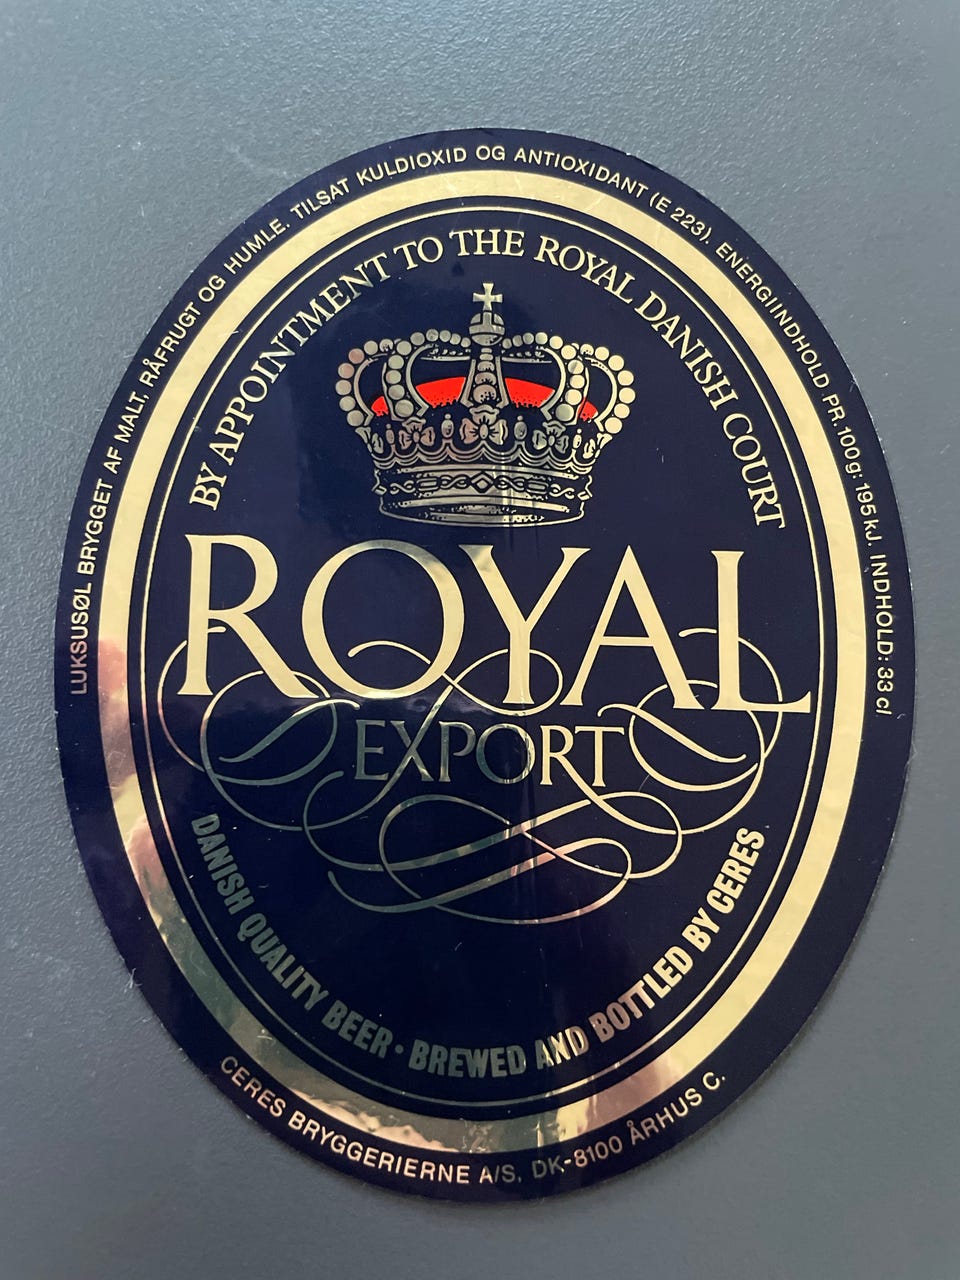 LUKSUSØL BRYGGET AF MALT, RÅFRUGT OG HUMLE. TILSAT KULDIOXID OG ANTIOXIDANT (E 223). ENERGIINDHOLD PR. 100 g: 195 kJ. INDHOLD: 33 cl
BY APPOINTMENT TO THE ROYAL DANISH COURT
ROYAL
EXPORT
DANISH QUALITY BEER · BREWED AND BOTTLED BY CERES
CERES BRYGGERIERNE A/S, DK-8100 ÅRHUS C.